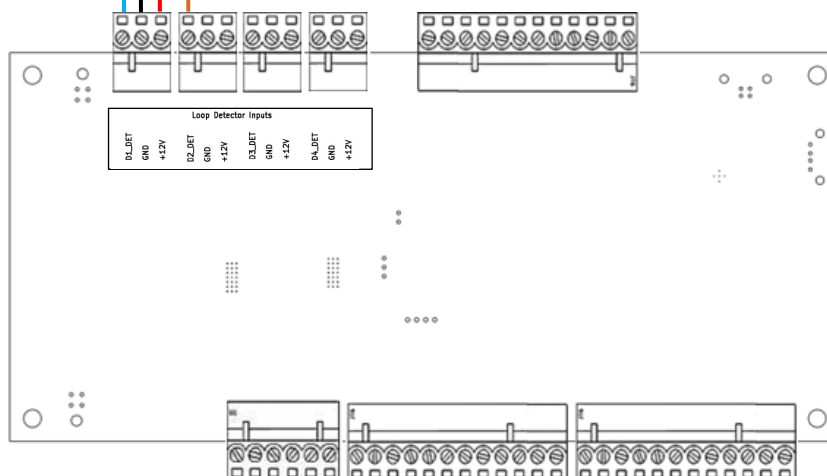 Loop Detector Inputs
D1_DET
GND
+12V
D2_DET
GND
+12V
D3_DET
GND
+12V
D4_DET
GND
+12V